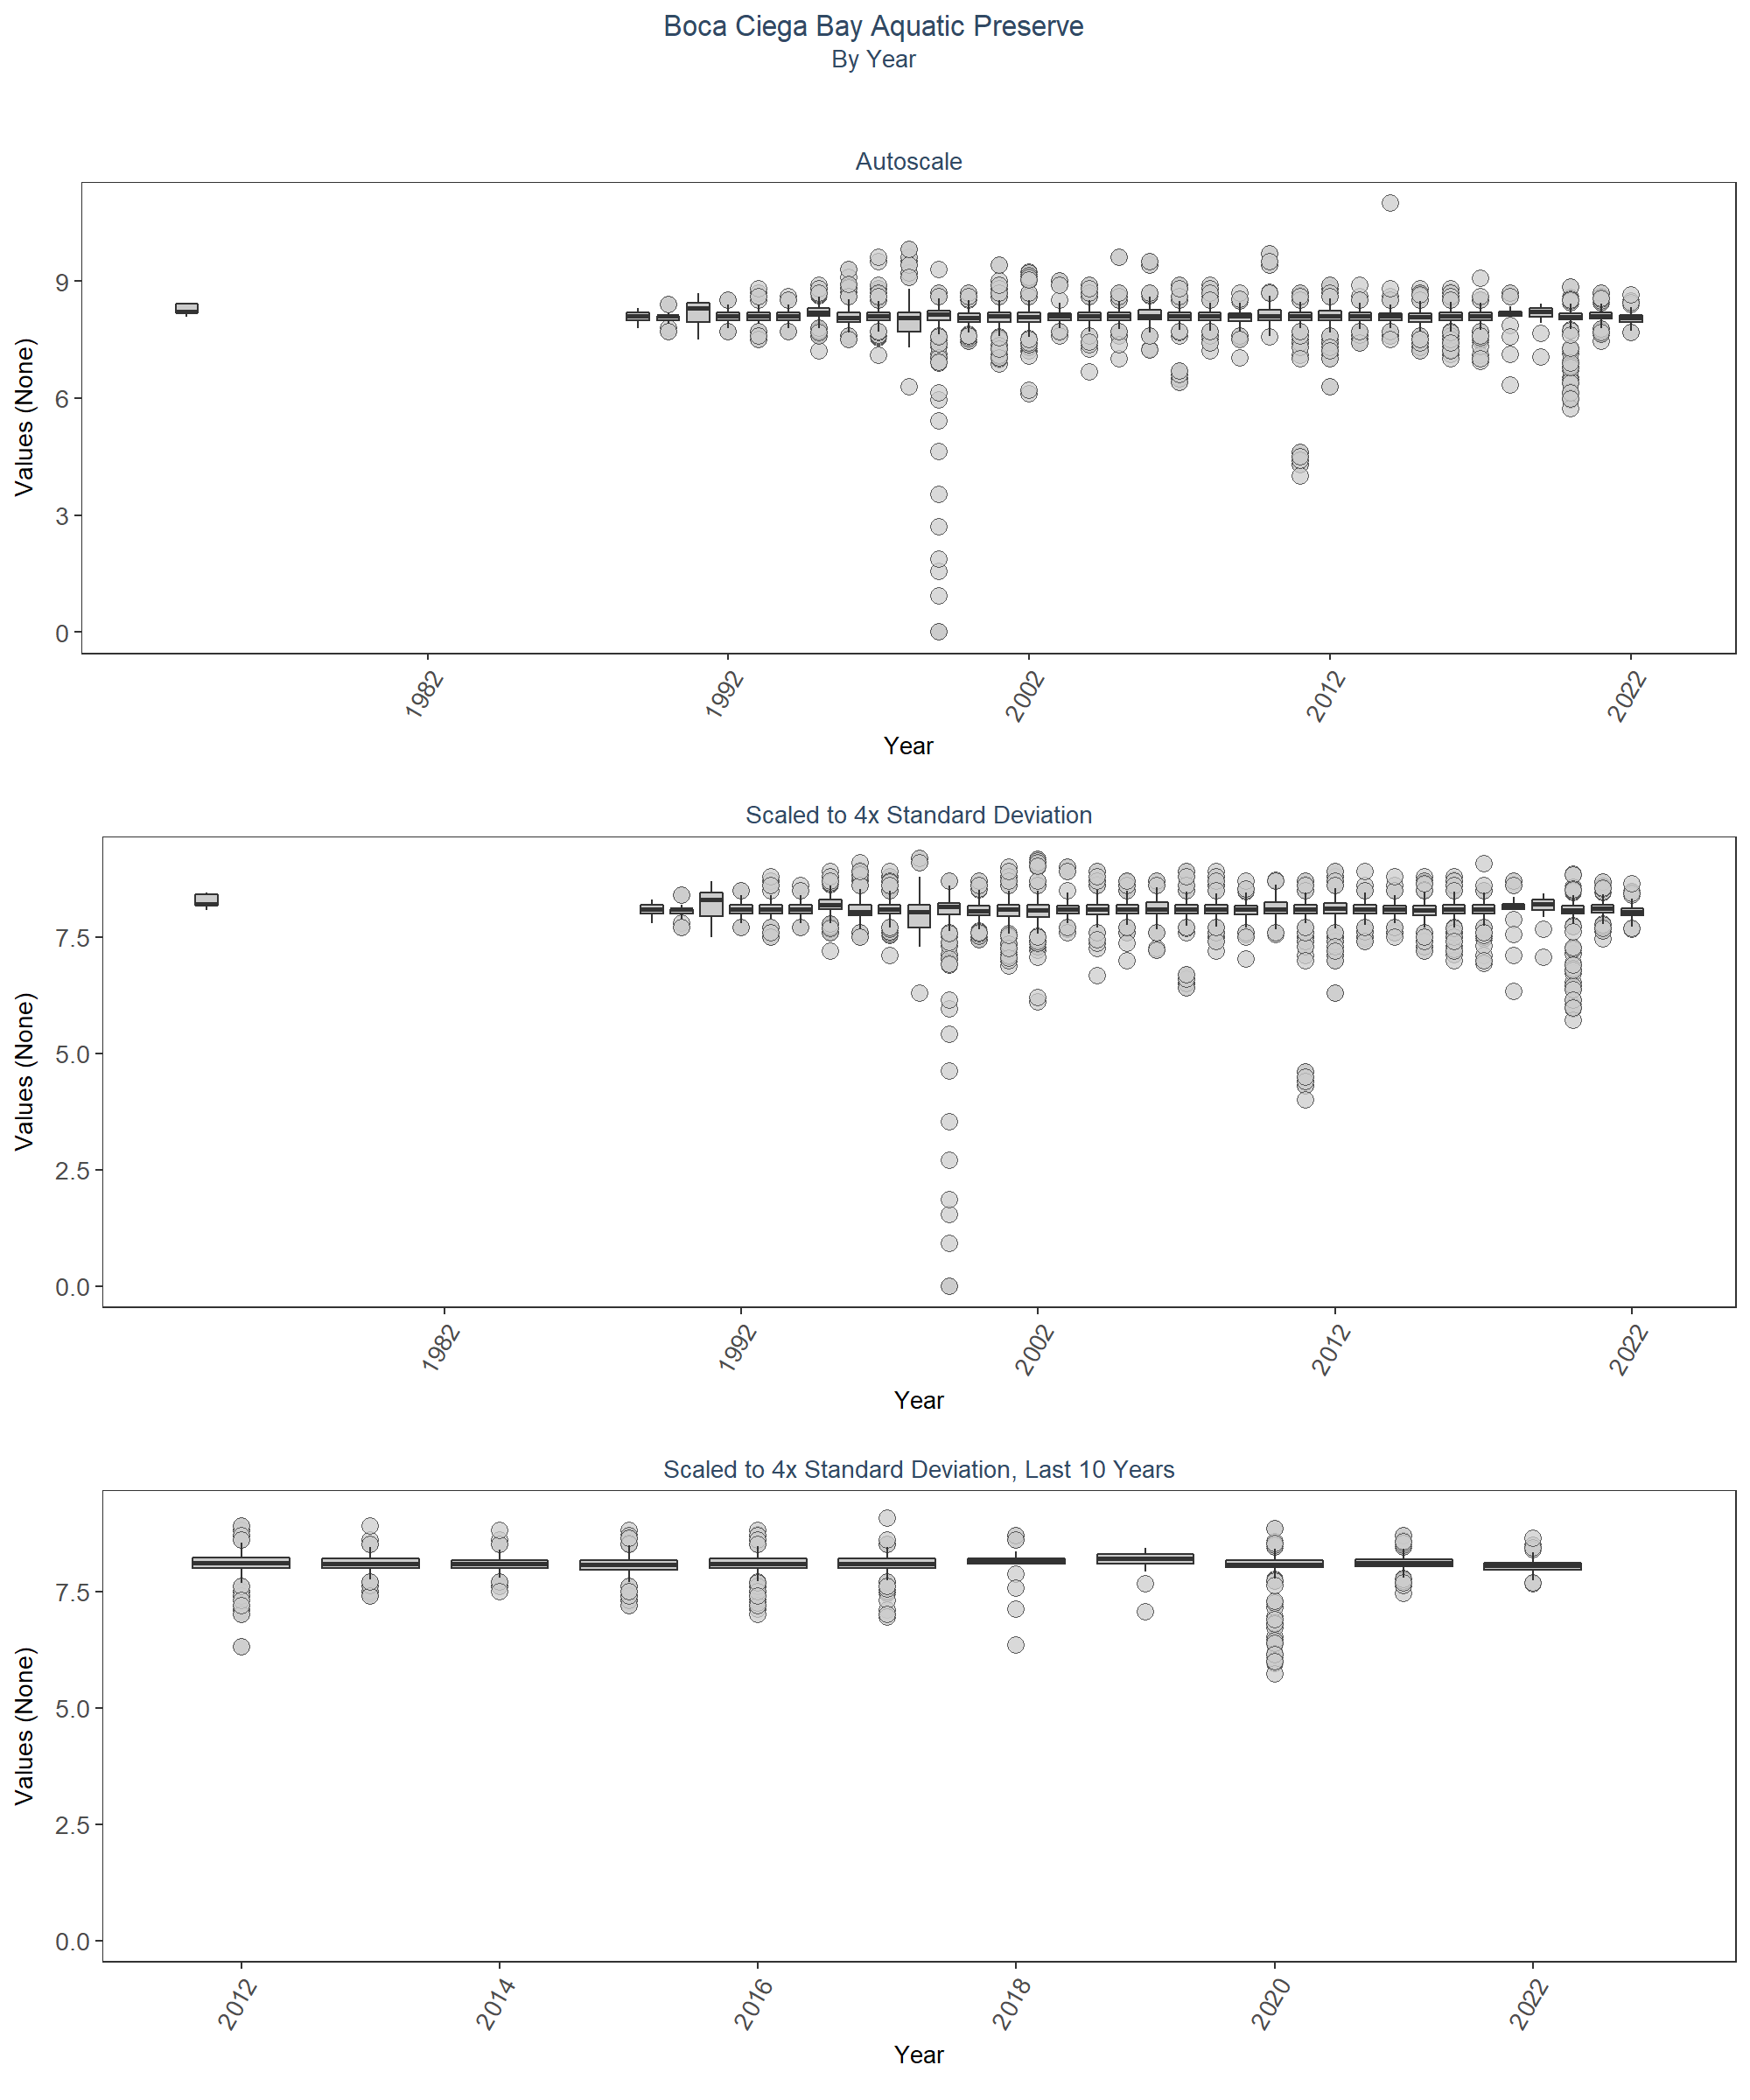 Boca Ciega Bay Aquatic Preserve
By Year
Autoscale
Values (None)
9
6
3
0
1982
1992
2002
2012
2022
Year
Scaled to 4x Standard Deviation
Values (None)
7.5
5.0
2.5
0.0
1982
1992
2002
2012
2022
Year
Scaled to 4x Standard Deviation, Last 10 Years
Values (None)
7.5
5.0
2.5
0.0
2012
2014
2016
2018
2020
2022
Year